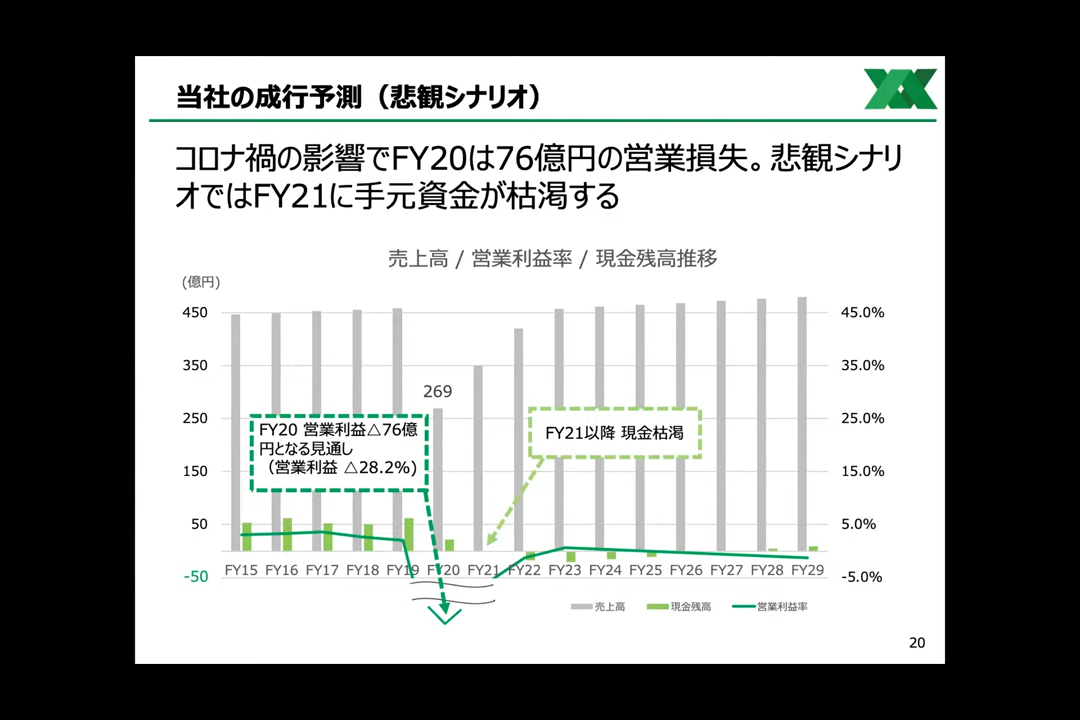 当社の成行予測（悲観シナリオ）
コロナ禍の影響でFY20は76億円の営業損失。悲観シナリ
オではFY21に手元資金が枯渇する
売上高 / 営業利益率 / 現金残高推移
(億円)
450
45.0%
350
35.0%
269
250
25.0%
FY20 営業利益△76億
円となる見通し
（営業利益 △28.2%）
FY21以降 現金枯渇
150
15.0%
50
5.0%
-50
FY15 FY16 FY17 FY18 FY19 FY20 FY21 FY22 FY23 FY24 FY25 FY26 FY27 FY28 FY29
-5.0%
売上高 現金残高 営業利益率
20